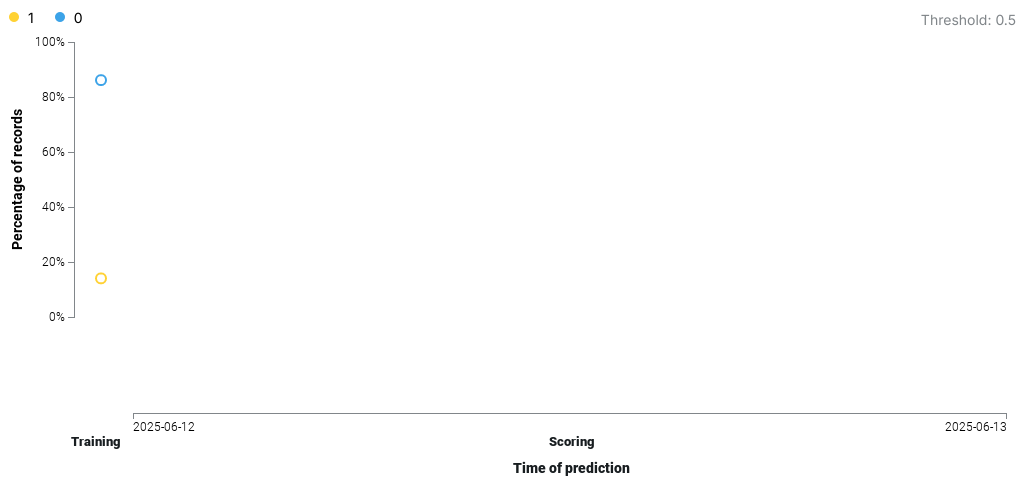 1 0
Threshold: 0.5
Percentage of records
100%
80%
60%
40%
20%
0%
2025-06-12
2025-06-13
Training
Scoring
Time of prediction